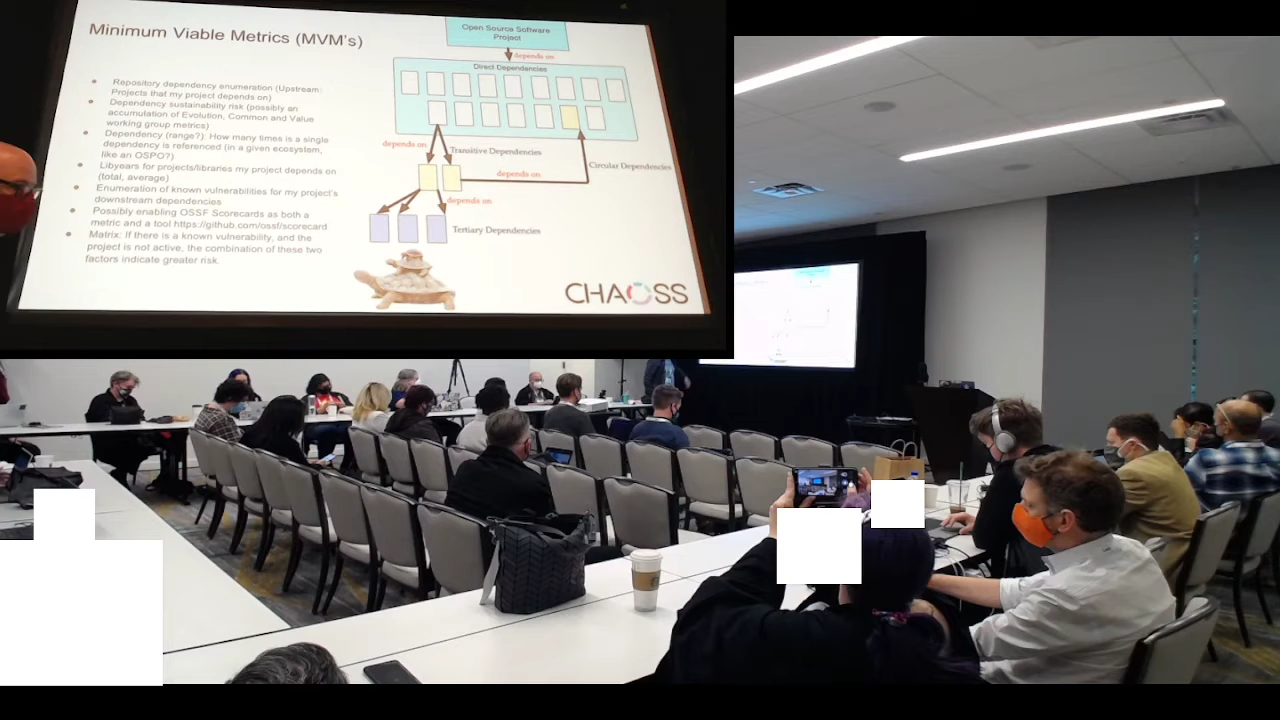 Minimum Viable Metrics (MVM's)
Repository dependency enumeration (Upstream:
Projects that my project depends on)
Dependency sustainability risk (possibly an
accumulation of Evolution, Common and Value
working group metrics)
Dependency (range?): How many times is a single
dependency is referenced (in a given ecosystem,
like an OSPO?)
Libyears for projects/libraries my project depends on
(total, average)
Enumeration of known vulnerabilities for my project's
downstream dependencies
Possibly enabling OSSF Scorecards as both a
metric and a tool https://github.com/ossf/scorecard
Matrix: If there is a known vulnerability, and the
project is not active, the combination of these two
factors indicate greater risk.
Open Source Software
Project
depends on
Direct Dependencies
depends on
Transitive Dependencies
Circular Dependencies
depends on
depends on
Tertiary Dependencies
CHAOSS